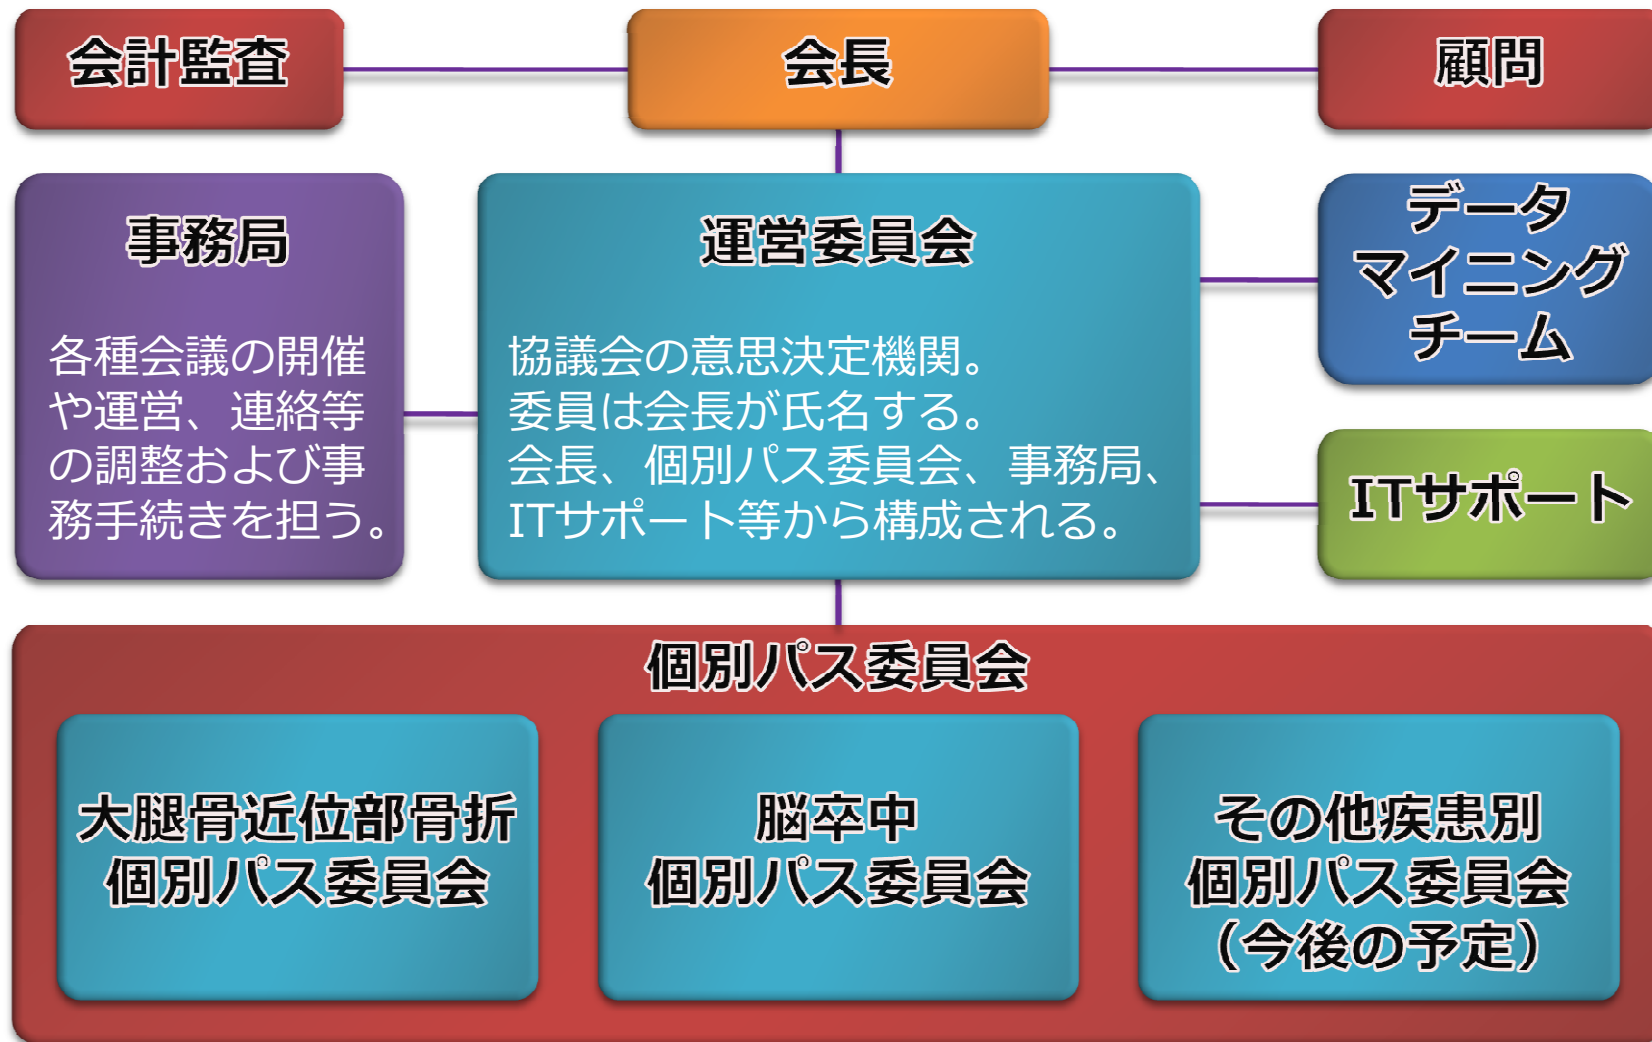 会計監査
会長
顧問
事務局
各種会議の開催
や運営、連絡等
の調整および事
務手続きを担う。
運営委員会
協議会の意思決定機関。
委員は会長が氏名する。
会長、個別パス委員会、事務局、
ITサポート等から構成される。
データ
マイニング
チーム
ITサポート
個別パス委員会
大腿骨近位部骨折
個別パス委員会
脳卒中
個別パス委員会
その他疾患別
個別パス委員会
（今後の予定）